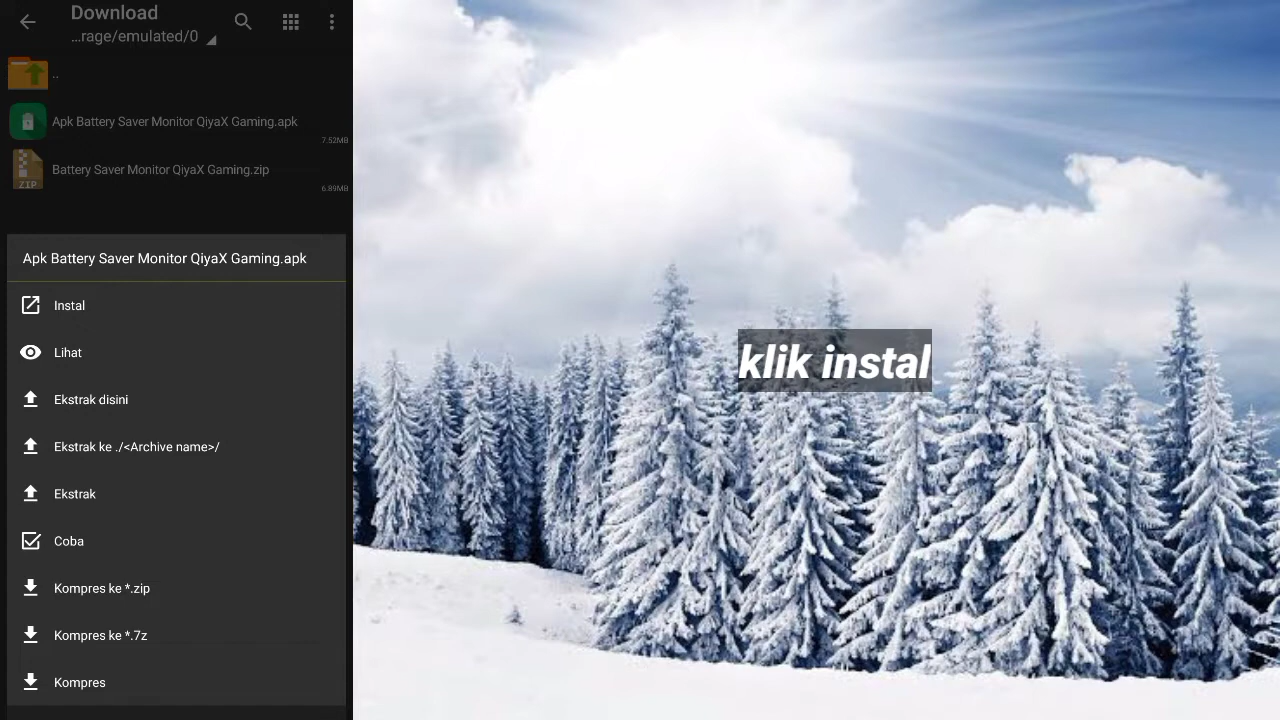 Download
...rage/emulated/0
..
Apk Battery Saver Monitor QiyaX Gaming.apk
7.52MB
Battery Saver Monitor QiyaX Gaming.zip
ZIP
6.89MB
Apk Battery Saver Monitor QiyaX Gaming.apk
Instal
Lihat
Ekstrak disini
Ekstrak ke ./<Archive name>/
Ekstrak
Coba
Kompres ke *.zip
Kompres ke *.7z
Kompres
klik instal